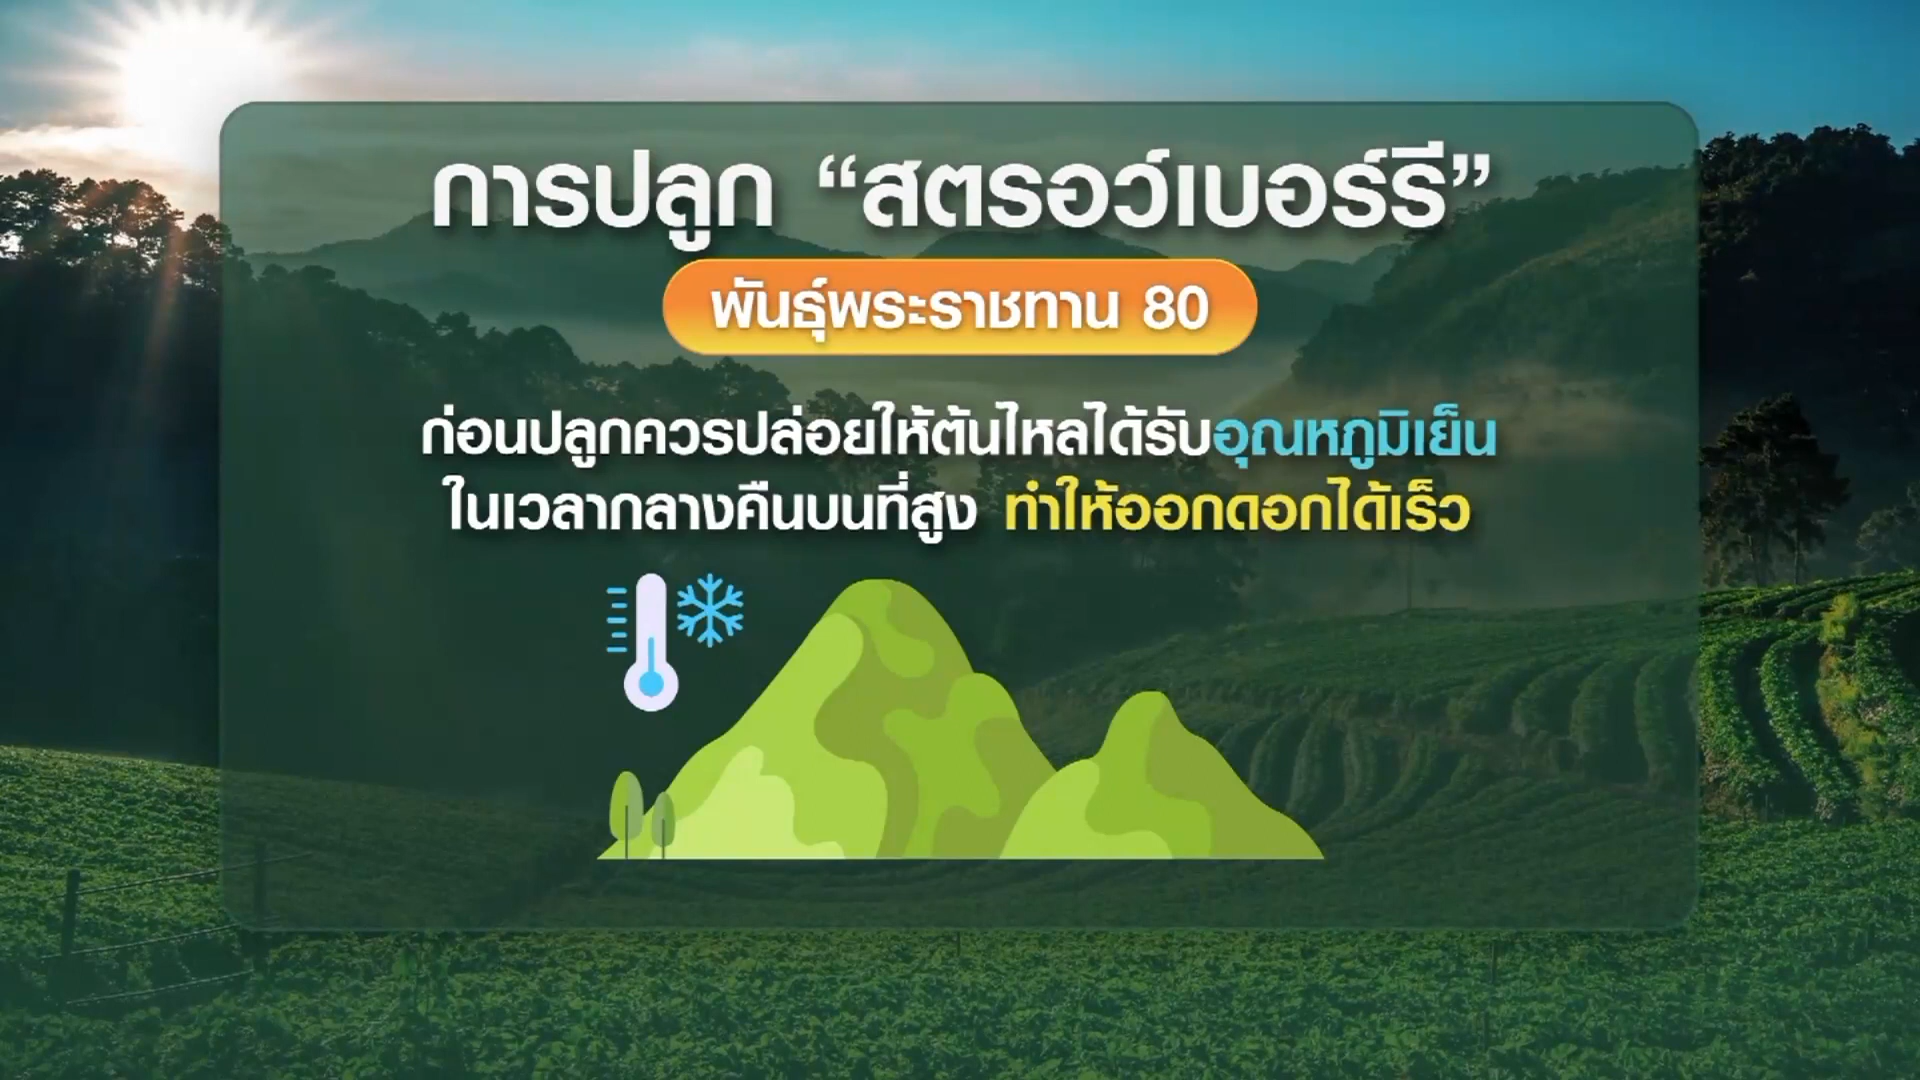 การปลูก “สตรอว์เบอร์รี”
พันธุ์พระราชทาน 80
ก่อนปลูกควรปล่อยให้ต้นไหลได้รับอุณหภูมิเย็น
ในเวลากลางคืนบนที่สูง ทำให้ออกดอกได้เร็ว